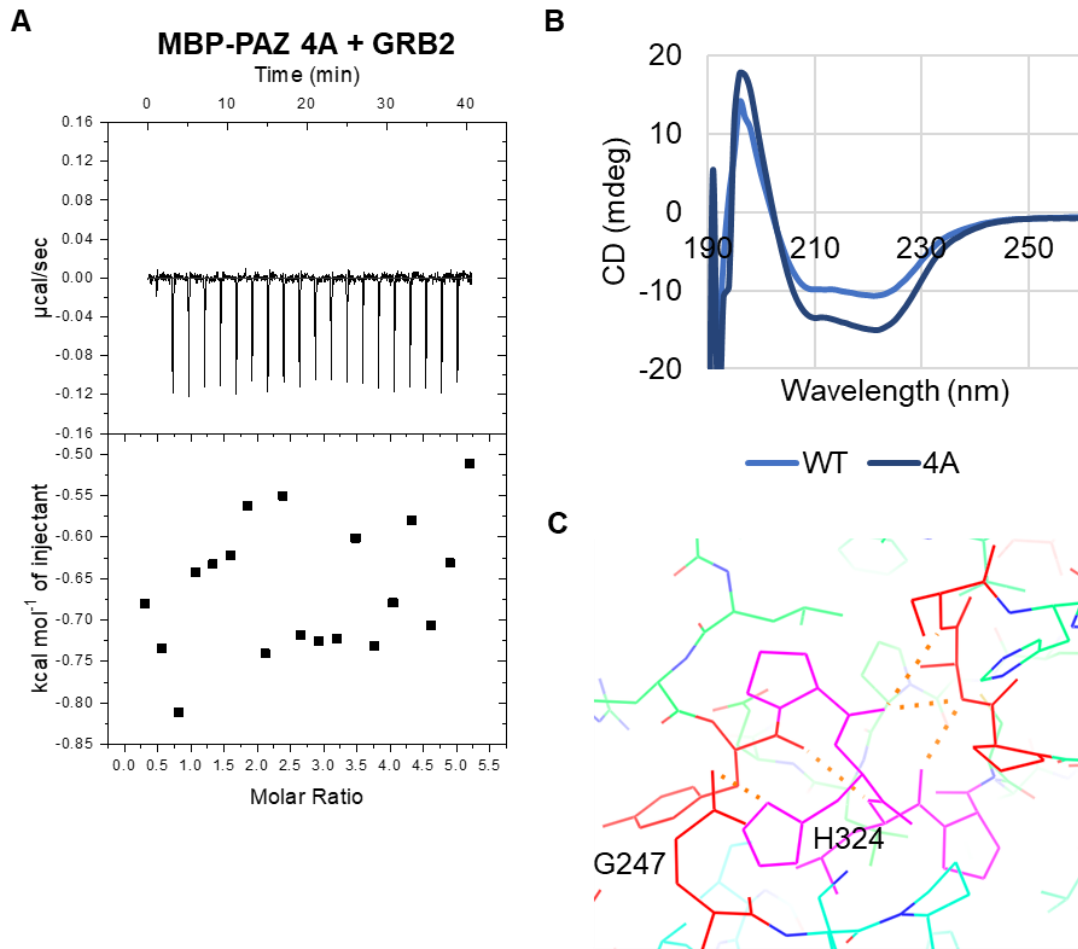 A
MBP-PAZ 4A + GRB2
Time (min)
0 10 20 30 40
0.16
0.12
0.08
0.04
0.00
-0.04
-0.08
-0.12
-0.16
µcal/sec
-0.50
-0.55
-0.60
-0.65
-0.70
-0.75
-0.80
-0.85
kcal mol⁻¹ of injectant
0.0 0.5 1.0 1.5 2.0 2.5 3.0 3.5 4.0 4.5 5.0 5.5
Molar Ratio
B
20
10
0
-10
-20
CD (mdeg)
190 210 230 250
Wavelength (nm)
WT 4A
C
H324
G247